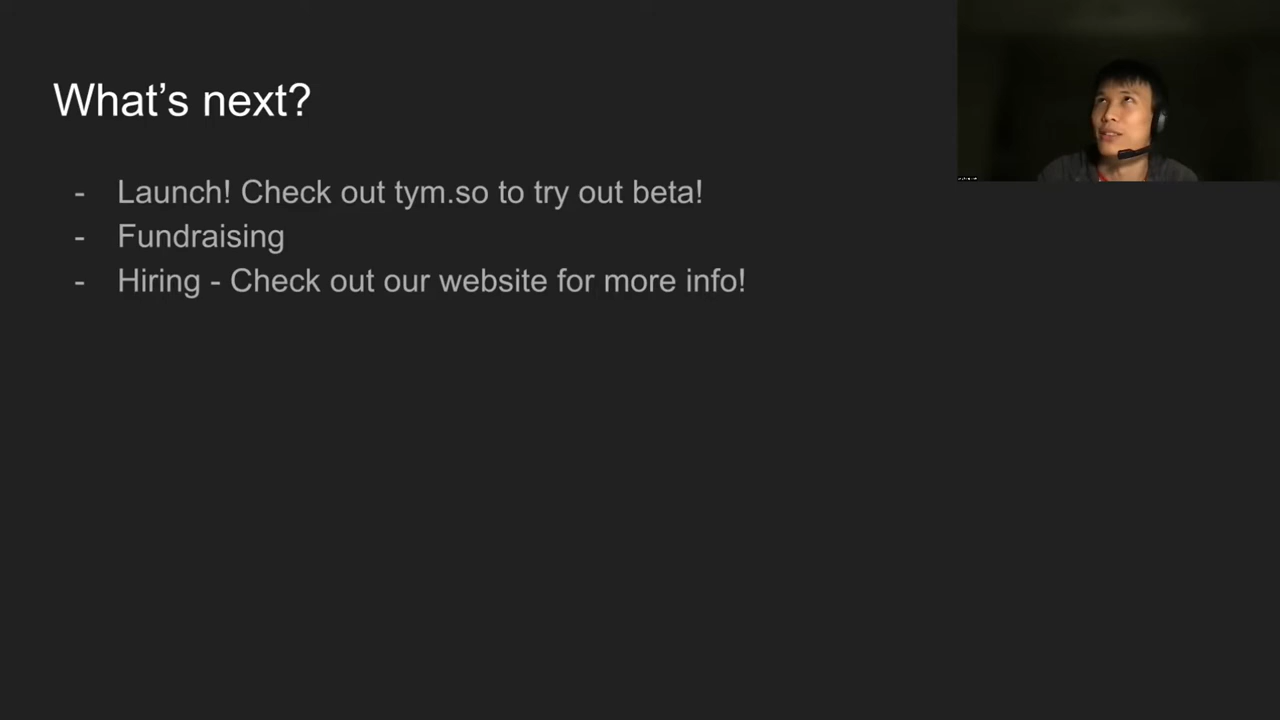 What's next?
- Launch! Check out tym.so to try out beta!
- Fundraising
- Hiring - Check out our website for more info!